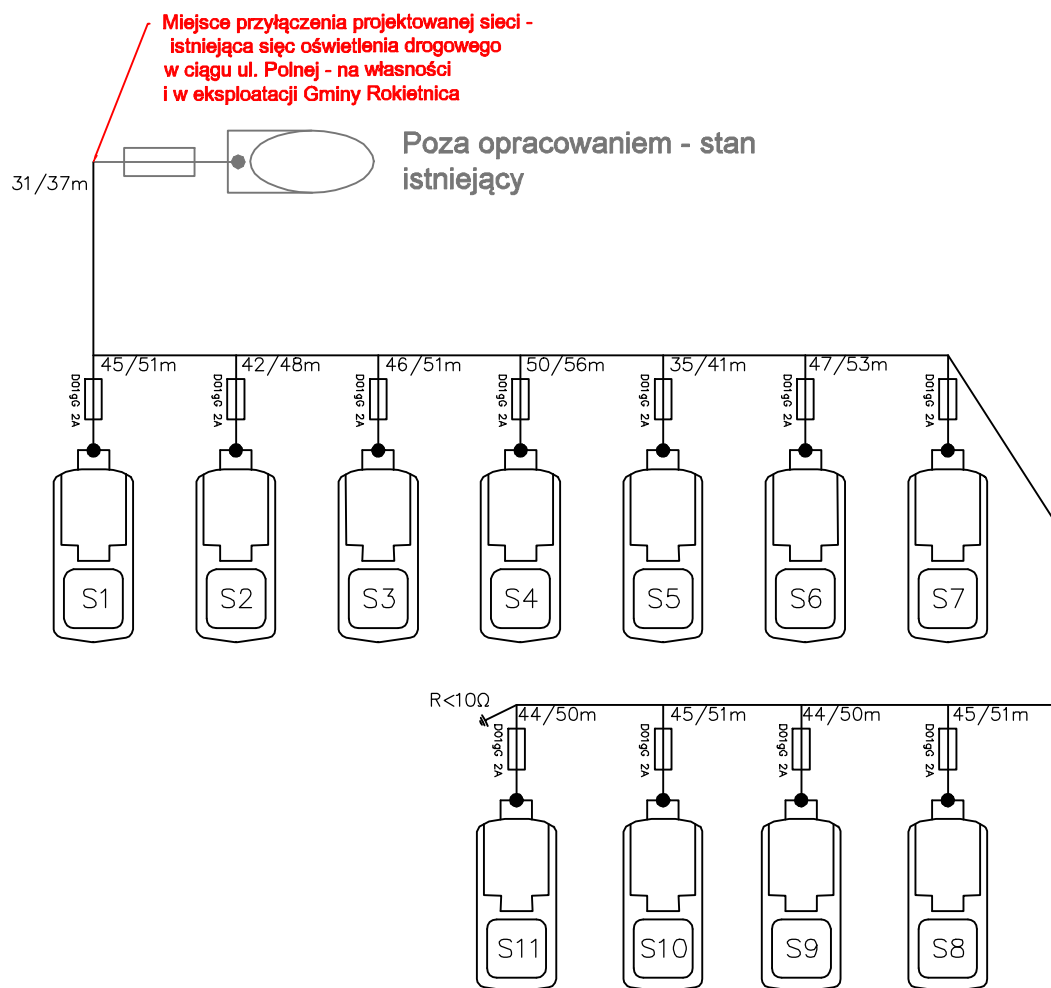 Miejsce przyłączenia projektowanej sieci -
istniejąca sięc oświetlenia drogowego
w ciągu ul. Polnej - na własności
i w eksploatacji Gminy Rokietnica
Poza opracowaniem - stan
istniejący
31/37m
45/51m
42/48m
46/51m
50/56m
35/41m
47/53m
D01gG 2A
D01gG 2A
D01gG 2A
D01gG 2A
D01gG 2A
D01gG 2A
D01gG 2A
S1
S2
S3
S4
S5
S6
S7
R<10Ω
44/50m
45/51m
44/50m
45/51m
D01gG 2A
D01gG 2A
D01gG 2A
D01gG 2A
S11
S10
S9
S8